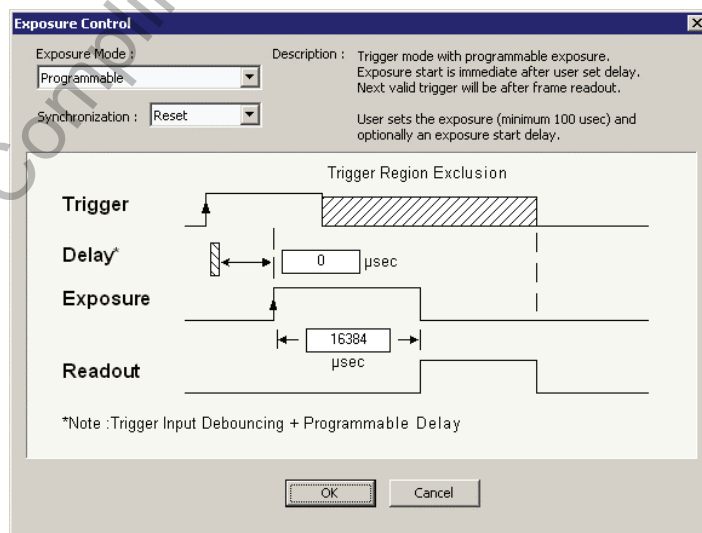 Exposure Control
Exposure Mode :
Programmable
Synchronization : Reset
Description : Trigger mode with programmable exposure.
Exposure start is immediate after user set delay.
Next valid trigger will be after frame readout.
User sets the exposure (minimum 100 usec) and
optionally an exposure start delay.
Trigger Region Exclusion
Trigger
Delay*
0 µsec
Exposure
16384
µsec
Readout
*Note :Trigger Input Debouncing + Programmable Delay
OK Cancel